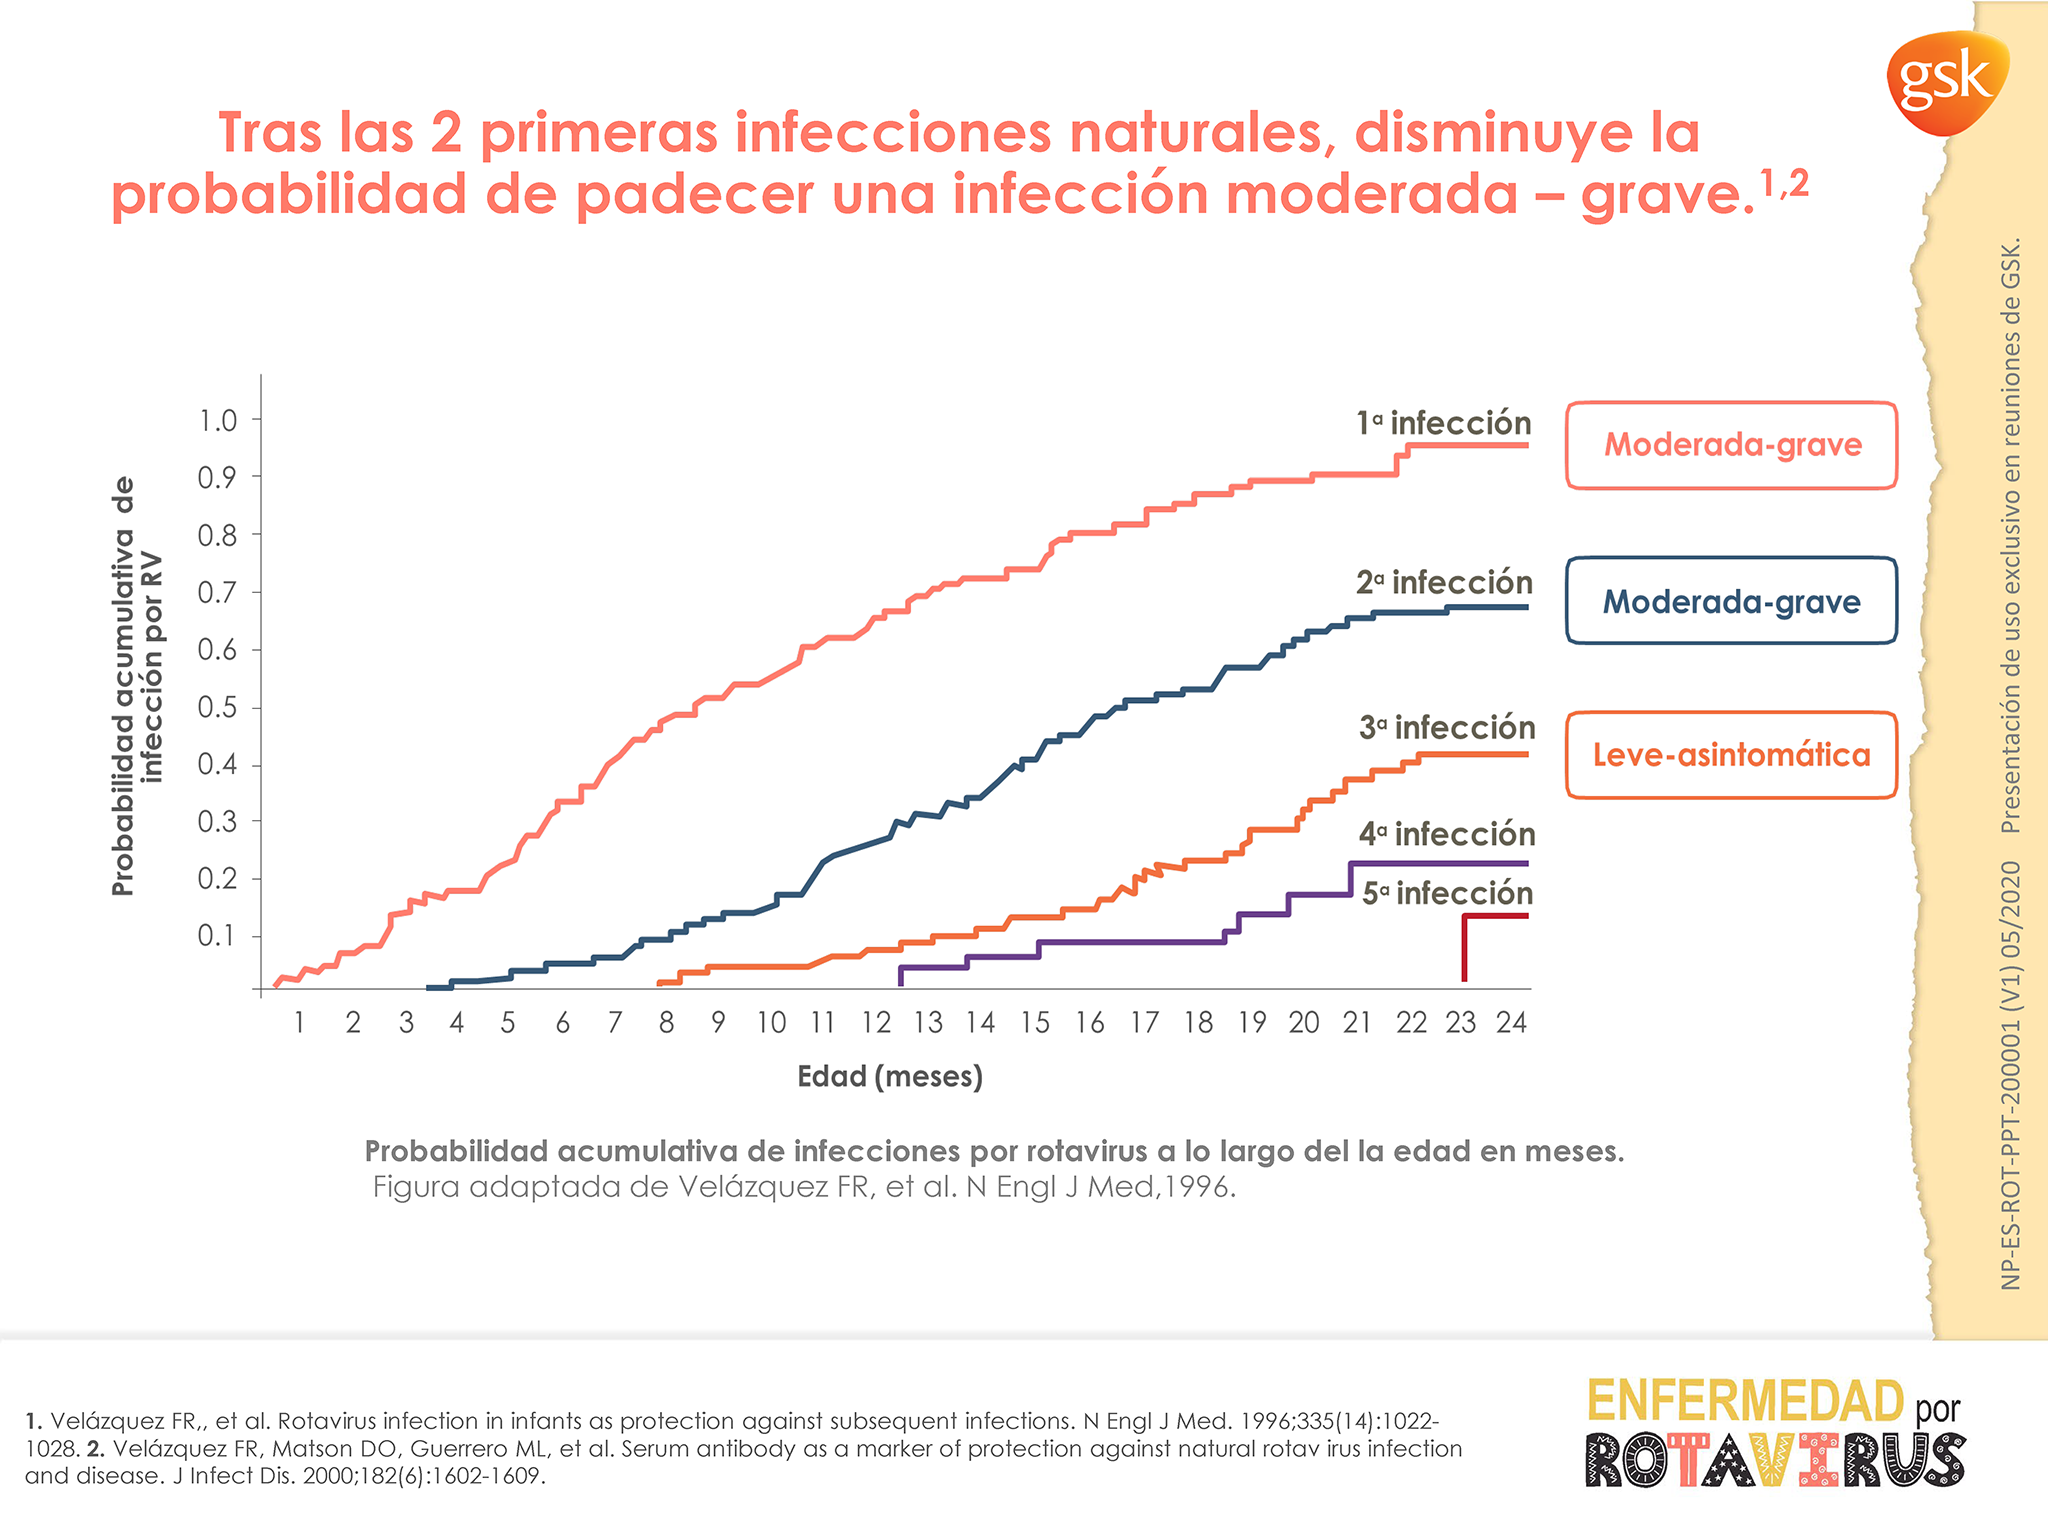 gsk
Tras las 2 primeras infecciones naturales, disminuye la
probabilidad de padecer una infección moderada – grave.1,2
Probabilidad acumulativa de
infección por RV
1.0
0.9
0.8
0.7
0.6
0.5
0.4
0.3
0.2
0.1
1ª infección
Moderada-grave
2ª infección
Moderada-grave
3ª infección
Leve-asintomática
4ª infección
5ª infección
1 2 3 4 5 6 7 8 9 10 11 12 13 14 15 16 17 18 19 20 21 22 23 24
Edad (meses)
Probabilidad acumulativa de infecciones por rotavirus a lo largo del la edad en meses.
Figura adaptada de Velázquez FR, et al. N Engl J Med,1996.
NP-ES-ROT-PPT-200001 (V1) 05/2020 Presentación de uso exclusivo en reuniones de GSK.
1. Velázquez FR,, et al. Rotavirus infection in infants as protection against subsequent infections. N Engl J Med. 1996;335(14):1022-
1028. 2. Velázquez FR, Matson DO, Guerrero ML, et al. Serum antibody as a marker of protection against natural rotav irus infection
and disease. J Infect Dis. 2000;182(6):1602-1609.
ENFERMEDAD por
ROTAVIRUS